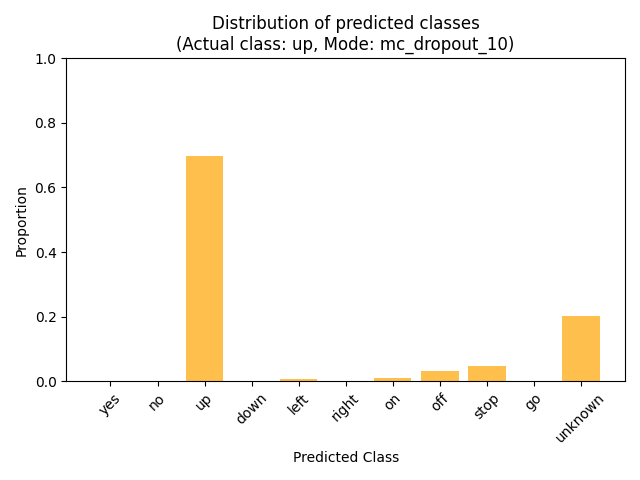 Distribution of predicted classes
(Actual class: up, Mode: mc_dropout_10)
1.0
0.8
0.6
0.4
0.2
0.0
Proportion
yes
no
up
down
left
right
on
off
stop
go
unknown
Predicted Class